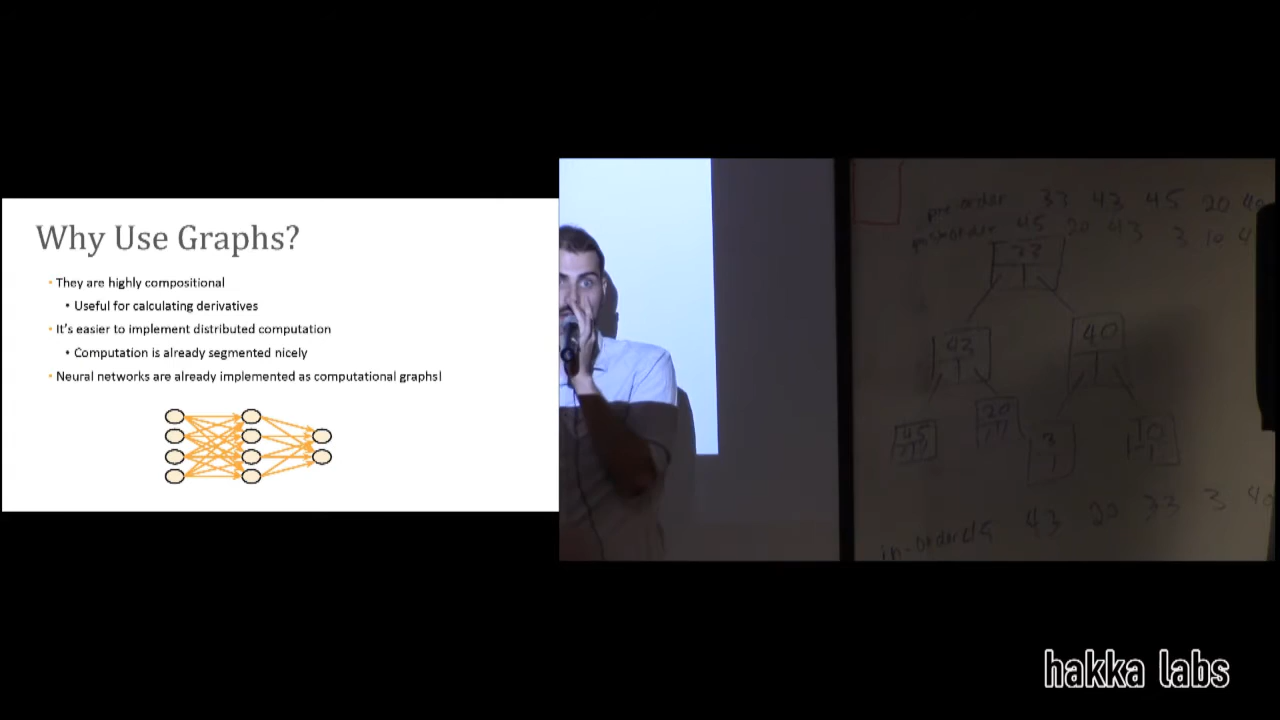 Why Use Graphs?
• They are highly compositional
• Useful for calculating derivatives
• It's easier to implement distributed computation
• Computation is already segmented nicely
• Neural networks are already implemented as computational graphs!
pre-order 33 43 45 20 40
postorder 45 20 43 3 10 4
33
43 40
45 20 3 10
in-order 43 20 33 3 40
hakka labs